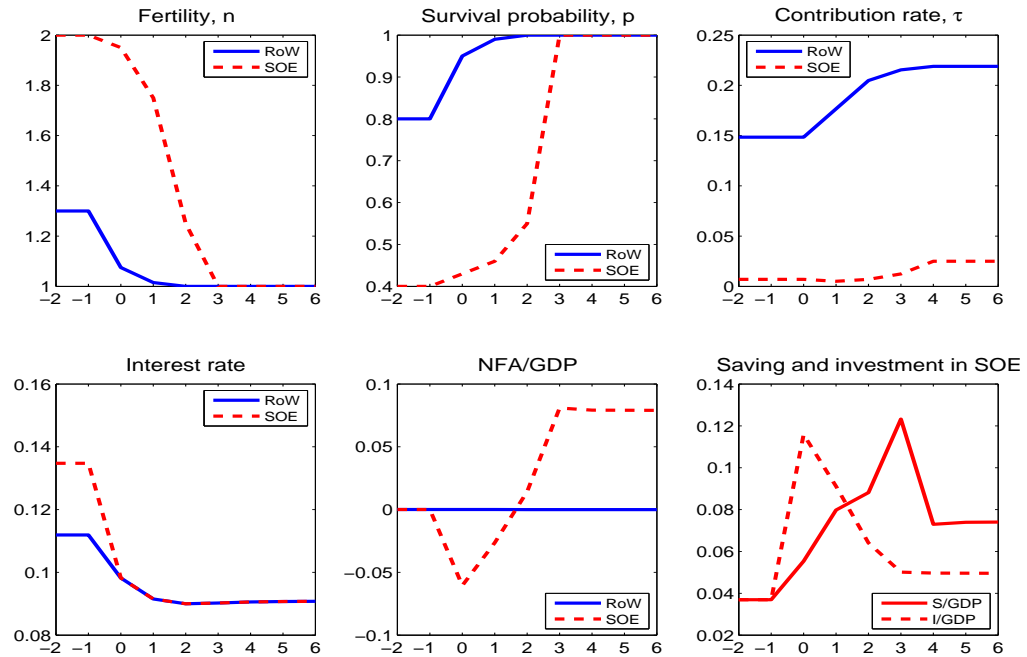 Fertility, n
2
1.8
1.6
1.4
1.2
1
−2 −1 0 1 2 3 4 5 6
RoW
SOE
Survival probability, p
1
0.9
0.8
0.7
0.6
0.5
0.4
−2 −1 0 1 2 3 4 5 6
RoW
SOE
Contribution rate, τ
0.25
0.2
0.15
0.1
0.05
0
−2 −1 0 1 2 3 4 5 6
RoW
SOE
Interest rate
0.16
0.14
0.12
0.1
0.08
−2 −1 0 1 2 3 4 5 6
RoW
SOE
NFA/GDP
0.1
0.05
0
−0.05
−0.1
−2 −1 0 1 2 3 4 5 6
RoW
SOE
Saving and investment in SOE
0.14
0.12
0.1
0.08
0.06
0.04
0.02
−2 −1 0 1 2 3 4 5 6
S/GDP
I/GDP